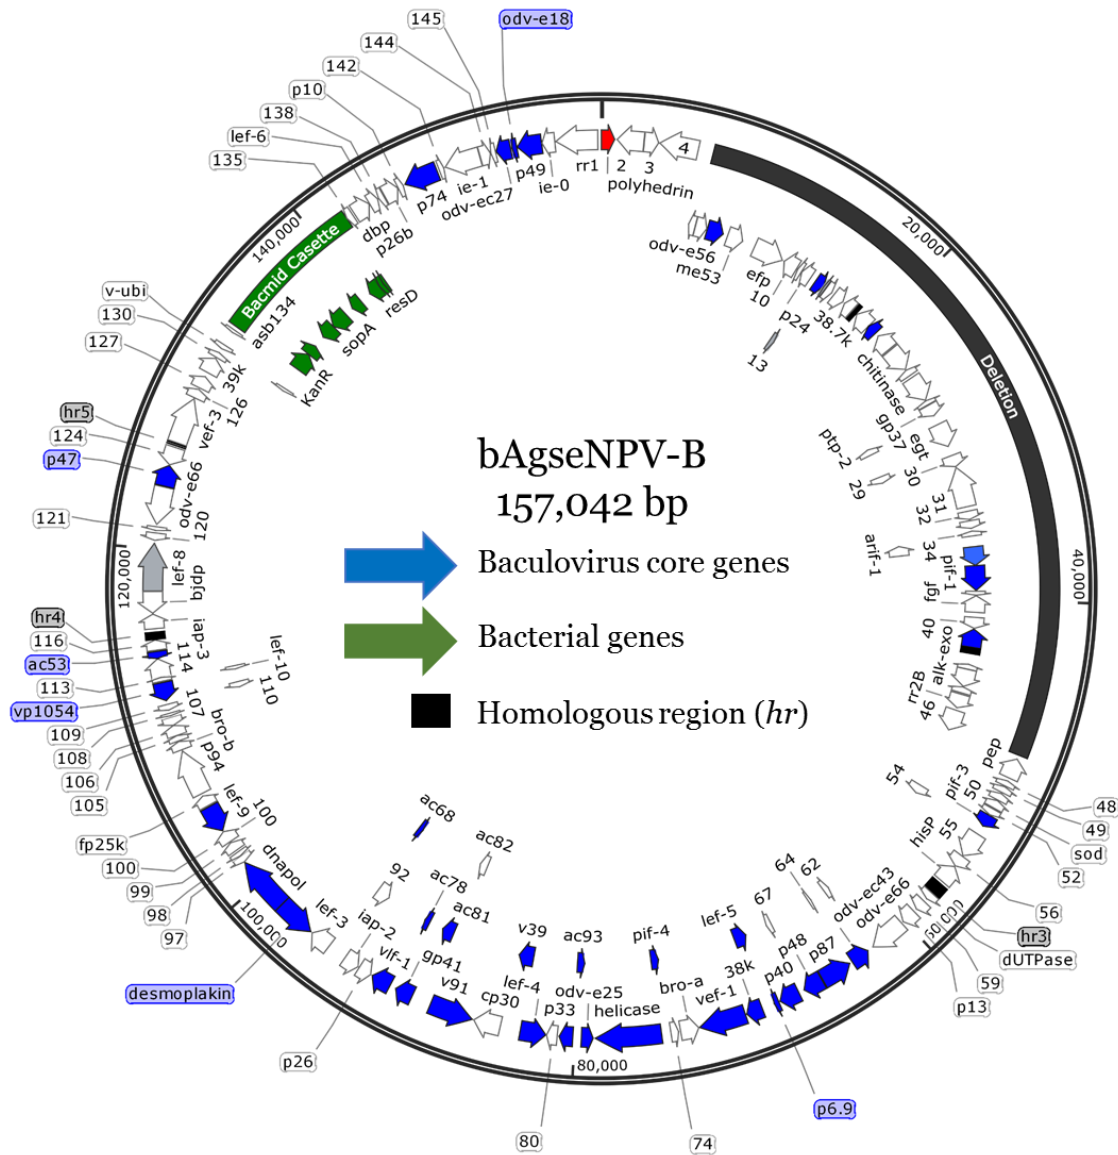 bAgseNPV-B
157,042 bp
Baculovirus core genes
Bacterial genes
Homologous region (hr)
145
144
142
p10
138
lef-6
135
odv-e18
rr1
polyhedrin
2
3
4
Deletion
20,000
40,000
odv-e56
me53
efp
10
p24
13
38.7k
chitinase
gp37
egt
ptp-2
29
30
31
32
arif-1
34
pif-1
fgf
40
alk-exo
rr2B
46
pep
48
49
50
sod
pif-3
52
54
55
hisP
56
hr3
60,000
dUTPase
59
p13
odv-e66
odv-ec43
62
64
p87
p48
67
p40
p6.9
38k
lef-5
vef-1
bro-a
74
pif-4
helicase
80,000
odv-e25
ac93
p33
80
lef-4
v39
cp30
v91
ac81
gp41
ac78
vlf-1
ac82
ac68
iap-2
92
p26
lef-3
desmoplakin
dnapol
100,000
97
98
99
100
100
lef-9
fp25k
p94
bro-b
105
106
107
108
109
vp1054
110
lef-10
113
114
ac53
116
hr4
iap-3
bjdp
120,000
lef-8
120
121
odv-e66
p47
124
hr5
vef-3
126
127
39k
130
v-ubi
asb134
Bacmid Casette
140,000
KanR
sopA
resD
dbp
p26b
p74
ie-1
odv-ec27
p49
ie-0